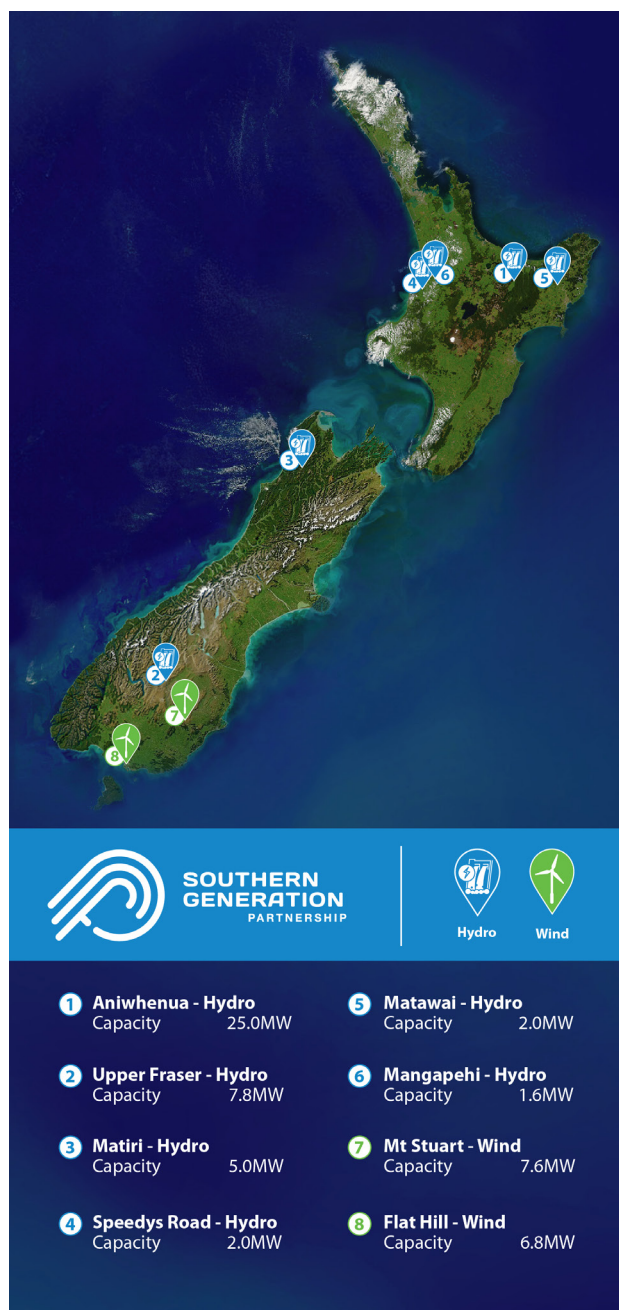 4
6
1
5
3
2
7
8
SOUTHERN
GENERATION
PARTNERSHIP
Hydro
Wind
1 Aniwhenua - Hydro
Capacity 25.0MW
2 Upper Fraser - Hydro
Capacity 7.8MW
3 Matiri - Hydro
Capacity 5.0MW
4 Speedys Road - Hydro
Capacity 2.0MW
5 Matawai - Hydro
Capacity 2.0MW
6 Mangapehi - Hydro
Capacity 1.6MW
7 Mt Stuart - Wind
Capacity 7.6MW
8 Flat Hill - Wind
Capacity 6.8MW